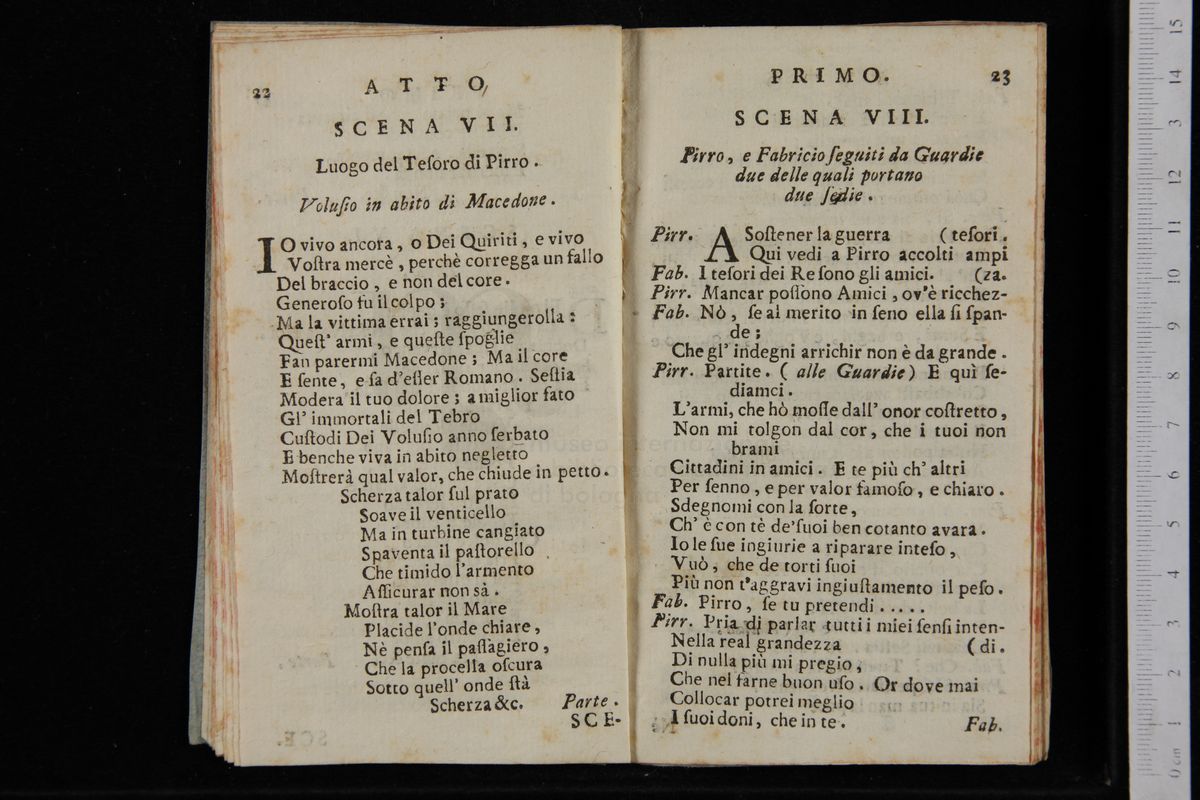 22
ATTO
SCENA VII.
Luogo del Teſoro di Pirro.
Voluſio in abito di Macedone.
IO vivo ancora, o Dei Quiriti, e vivo
Voſtra mercè, perchè corregga un fallo
Del braccio, e non del core.
Generoſo fu il colpo;
Ma la vittima errai; raggiungerolla:
Queſt' armi, e queſte ſpoglie
Fan parermi Macedone; Ma il core
E ſente, e ſa d'eſſer Romano. Seſtia
Modera il tuo dolore; a miglior fato
Gl' immortali del Tebro
Cuſtodi Dei Voluſio anno ſerbato
E benche viva in abito negletto
Moſtrerà qual valor, che chiude in petto.
Scherza talor ſul prato
Soave il venticello
Ma in turbine cangiato
Spaventa il paſtorello
Che timido l'armento
Aſſicurar non sà.
Moſtra talor il Mare
Placide l'onde chiare,
Nè penſa il paſſagiero,
Che la procella oſcura
Sotto quell' onde ſtà
Scherza &c. Parte.
SCE-
PRIMO. 23
SCENA VIII.
Pirro, e Fabricio ſeguiti da Guardie
due delle quali portano
due ſedie.
Pirr. A Soſtener la guerra (teſori.
Qui vedi a Pirro accolti ampi
Fab. I teſori dei Re ſono gli amici. (za.
Pirr. Mancar poſſono Amici, ov'è ricchez-
Fab. Nò, ſe al merito in ſeno ella ſi ſpan-
de;
Che gl' indegni arrichir non è da grande.
Pirr. Partite. (alle Guardie) E quì ſe-
diamci.
L'armi, che hò moſſe dall' onor coſtretto,
Non mi tolgon dal cor, che i tuoi non
brami
Cittadini in amici. E te più ch' altri
Per ſenno, e per valor famoſo, e chiaro.
Sdegnomi con la ſorte,
Ch' è con tè de'ſuoi ben cotanto avara.
Io le ſue ingiurie a riparare inteſo,
Vuò, che de torti ſuoi
Più non t'aggravi ingiuſtamento il peſo.
Fab. Pirro, ſe tu pretendi.....
Pirr. Pria di parlar tutti i miei ſenſi inten-
Nella real grandezza (di.
Di nulla più mi pregio,
Che nel farne buon uſo. Or dove mai
Collocar potrei meglio
I ſuoi doni, che in te.
Fab.